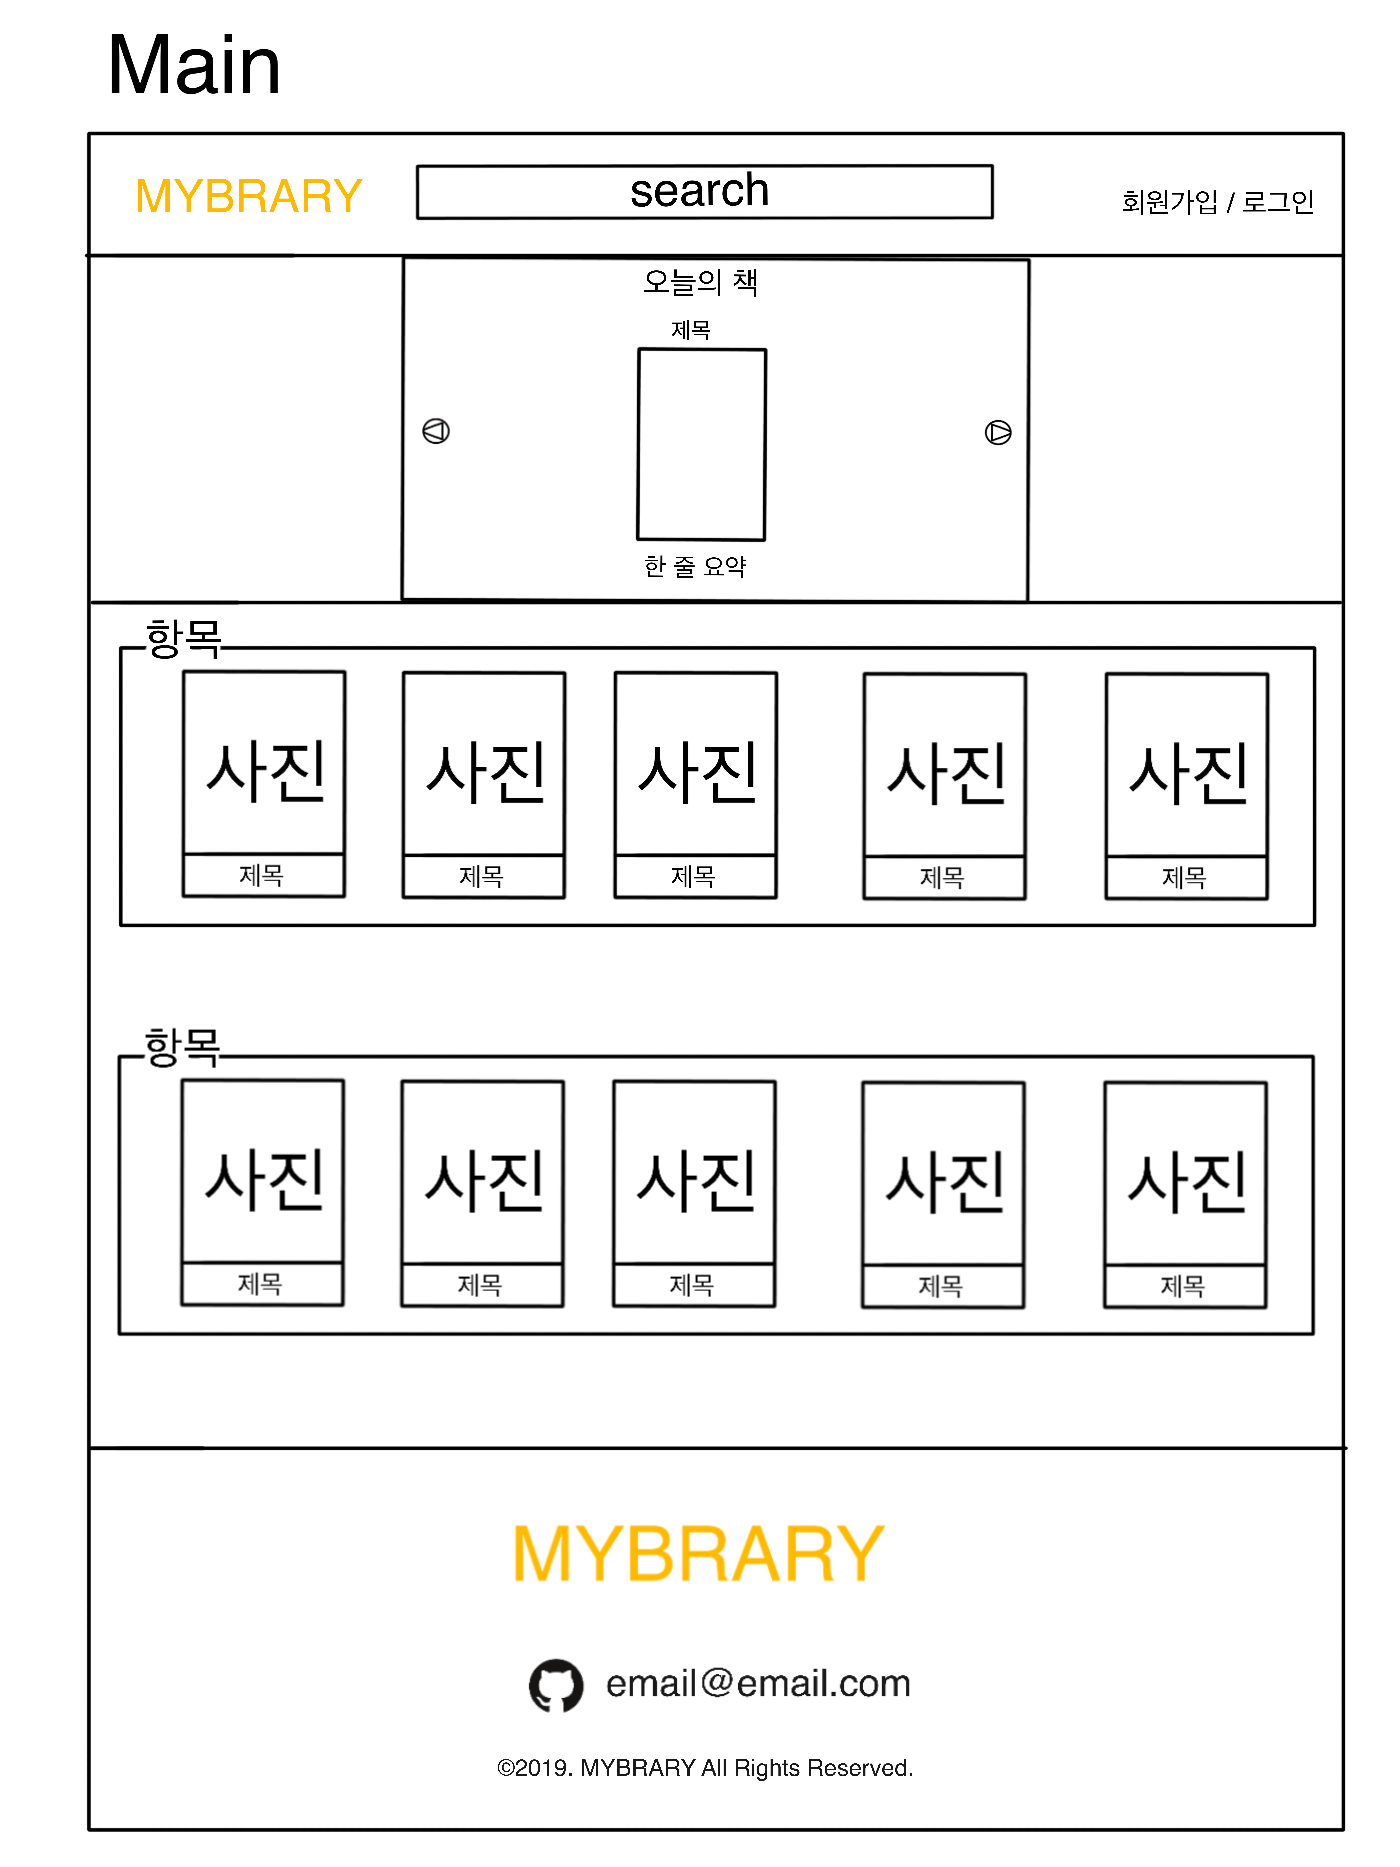 Main
MYBRARY
search
회원가입 / 로그인
오늘의 책
제목
한 줄 요약
항목
사진 사진 사진 사진 사진
제목 제목 제목 제목 제목
항목
사진 사진 사진 사진 사진
제목 제목 제목 제목 제목
MYBRARY
email@email.com
©2019. MYBRARY All Rights Reserved.